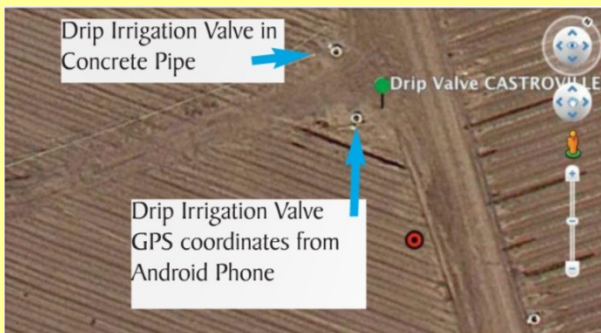 Drip Irrigation Valve in
Concrete Pipe
Drip Valve CASTROVILLE
Drip Irrigation Valve
GPS coordinates from
Android Phone